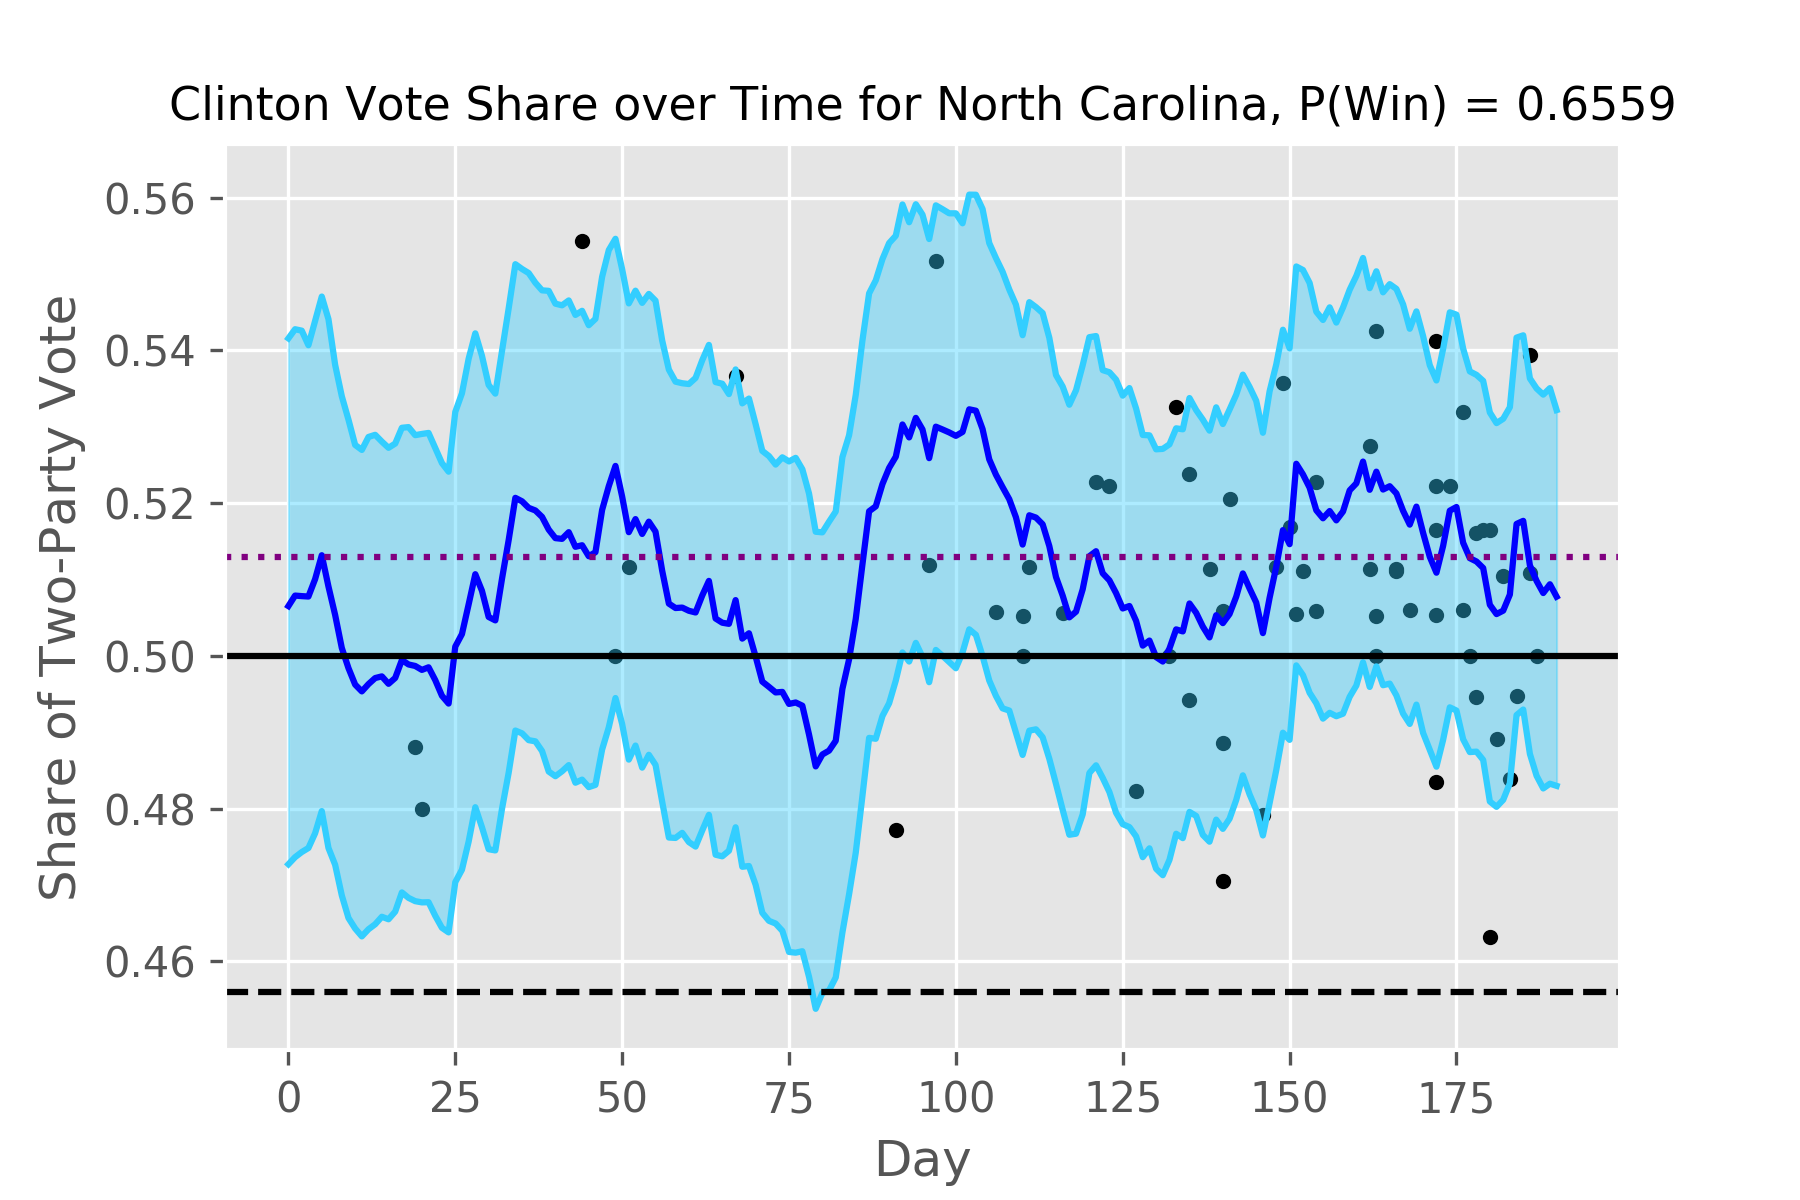 Clinton Vote Share over Time for North Carolina, P(Win) = 0.6559
Share of Two-Party Vote
0.56
0.54
0.52
0.50
0.48
0.46
0 25 50 75 100 125 150 175
Day